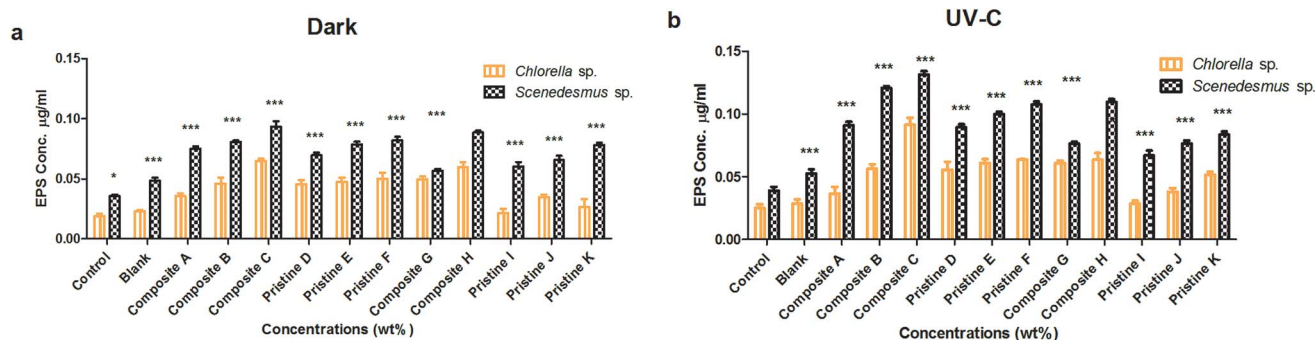 a
Dark
EPS Conc. µg/ml
0.15
0.10
0.05
0.00
Chlorella sp.
Scenedesmus sp.
* *** *** *** *** *** *** *** *** *** *** ***
Control
Blank
Composite A
Composite B
Composite C
Pristine D
Pristine E
Pristine F
Composite G
Composite H
Pristine I
Pristine J
Pristine K
Concentrations (wt%)
b
UV-C
EPS Conc. µg/ml
0.15
0.10
0.05
0.00
Chlorella sp.
Scenedesmus sp.
*** *** *** *** *** *** *** *** *** *** ***
Control
Blank
Composite A
Composite B
Composite C
Pristine D
Pristine E
Pristine F
Composite G
Composite H
Pristine I
Pristine J
Pristine K
Concentrations (wt%)